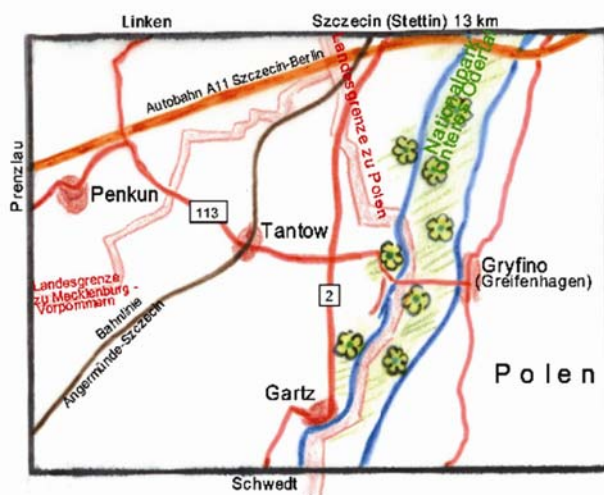 Linken
Szczecin (Stettin) 13 km
Autobahn A11 Szczecin-Berlin
Landesgrenze zu Polen
Nationalpark
Unteres Odertal
Prenzlau
Penkun
113
Tantow
Gryfino
(Greifenhagen)
Landesgrenze
zu Mecklenburg -
Vorpommern
Bahnlinie
Angermünde-Szczecin
2
Polen
Gartz
Schwedt